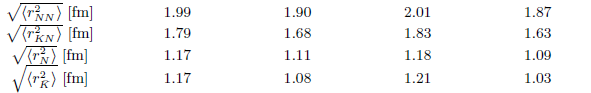 √⟨r²_NN⟩ [fm] 1.99 1.90 2.01 1.87
√⟨r²_KN⟩ [fm] 1.79 1.68 1.83 1.63
√⟨r²_N⟩ [fm] 1.17 1.11 1.18 1.09
√⟨r²_K⟩ [fm] 1.17 1.08 1.21 1.03